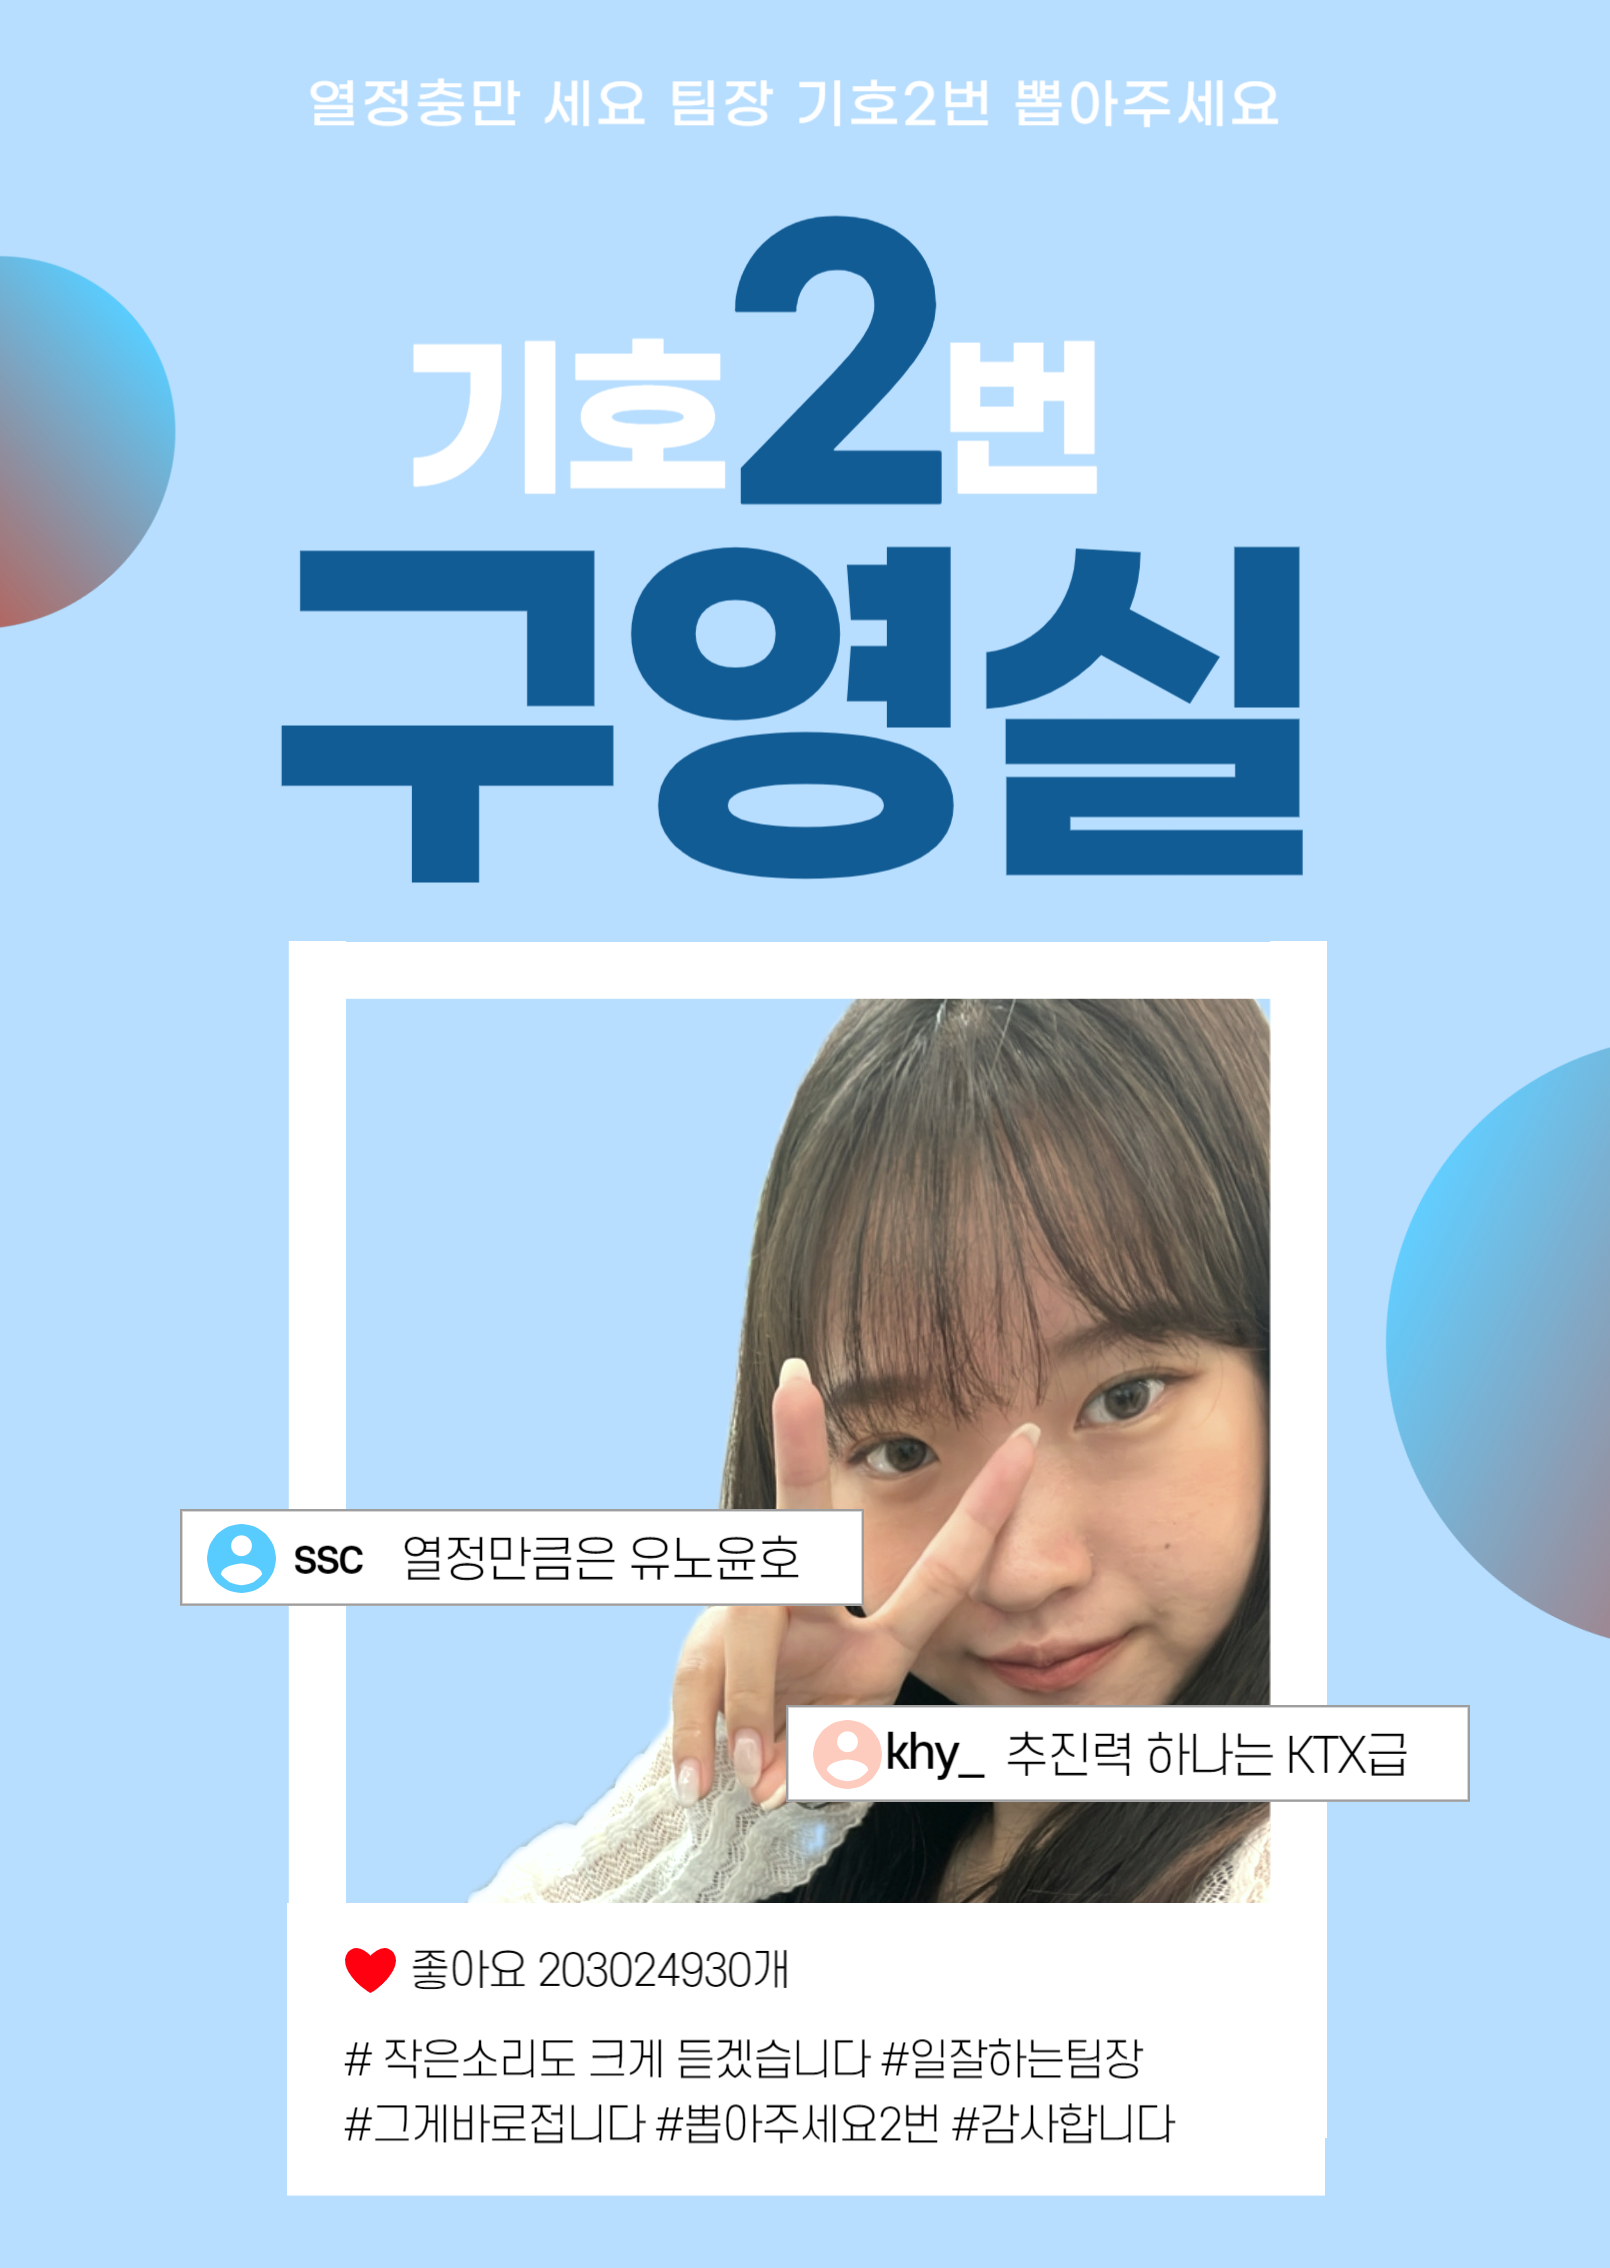 열정충만 세요 팀장 기호2번 뽑아주세요
기호2번
구영실
ssc 열정만큼은 유노윤호
khy_ 추진력 하나는 KTX급
좋아요 203024930개
# 작은소리도 크게 듣겠습니다 #일잘하는팀장
#그게바로접니다 #뽑아주세요2번 #감사합니다